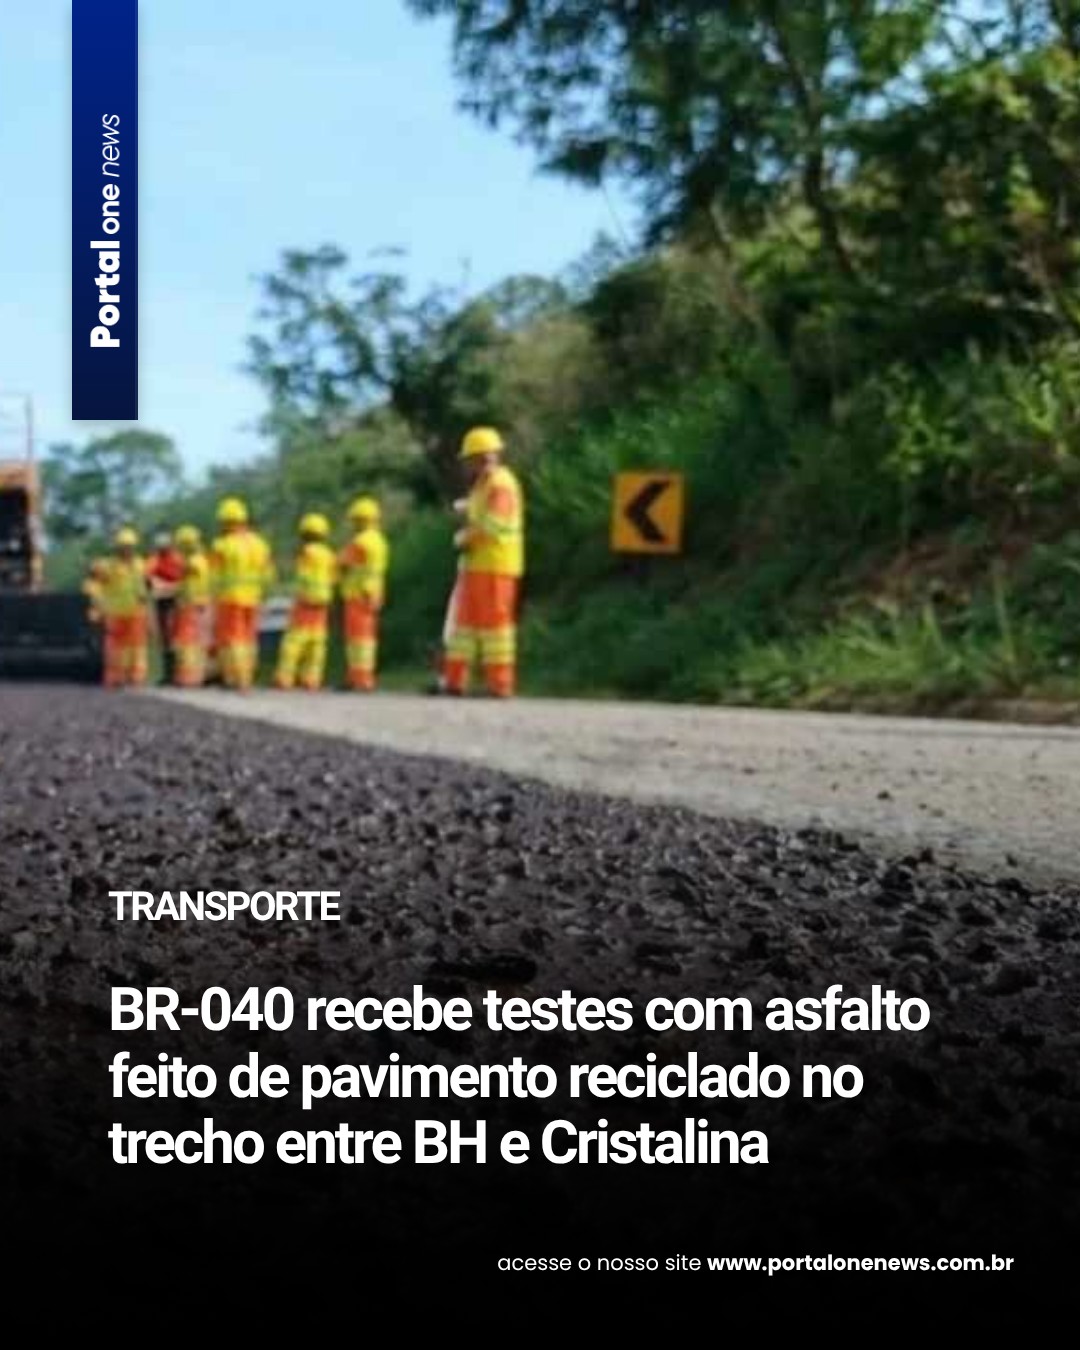 Portal one news
TRANSPORTE
BR-040 recebe testes com asfalto
feito de pavimento reciclado no
trecho entre BH e Cristalina
acesse o nosso site www.portalonenews.com.br